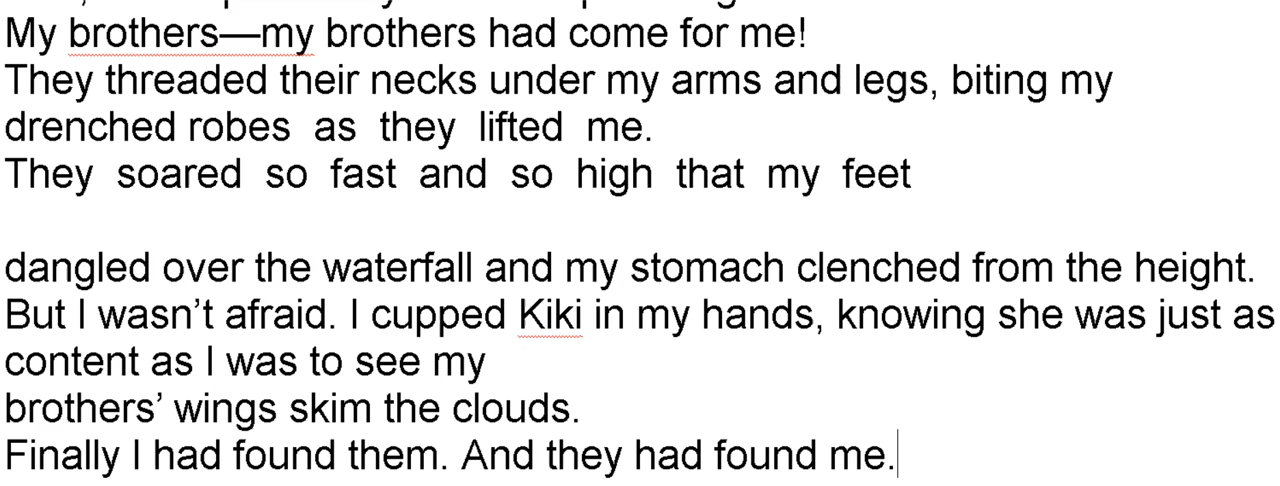 My brothers—my brothers had come for me!
They threaded their necks under my arms and legs, biting my
drenched robes as they lifted me.
They soared so fast and so high that my feet
dangled over the waterfall and my stomach clenched from the height.
But I wasn’t afraid. I cupped Kiki in my hands, knowing she was just as
content as I was to see my
brothers’ wings skim the clouds.
Finally I had found them. And they had found me.